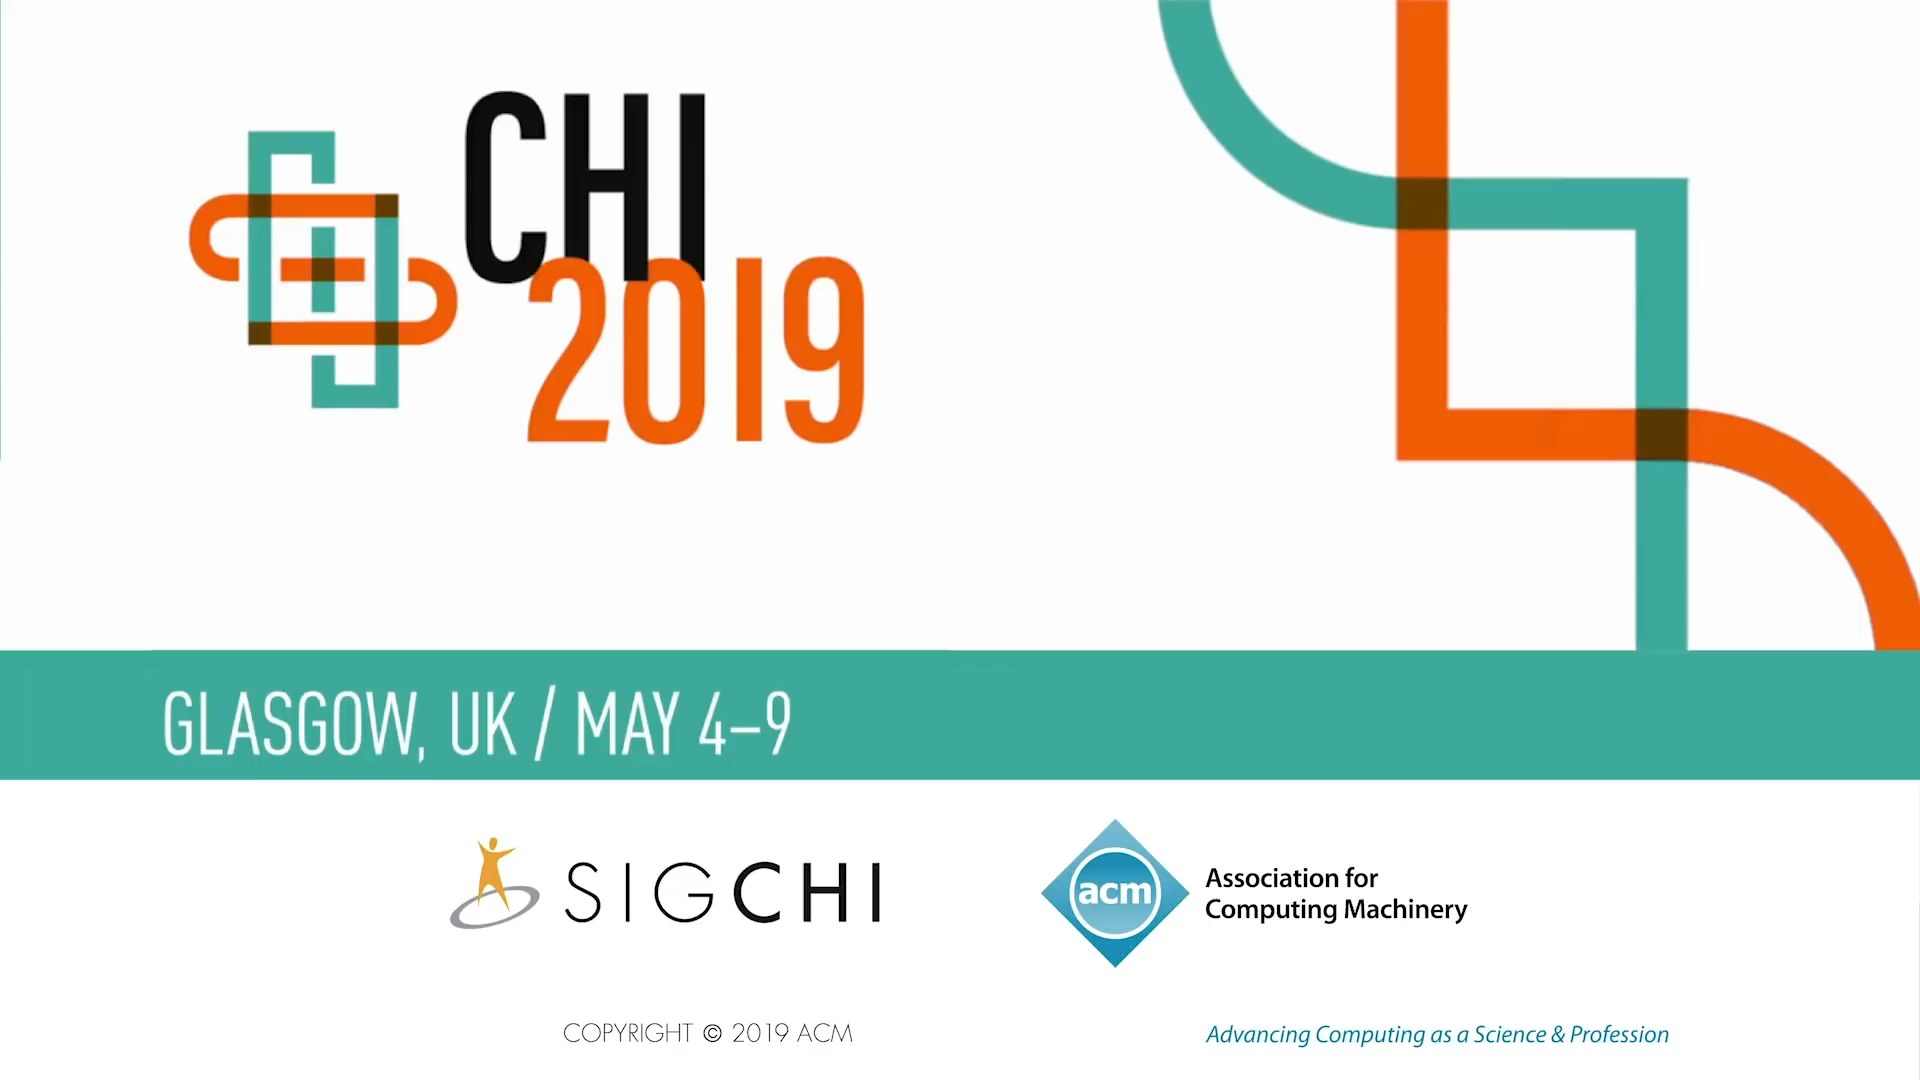 CHI
2019
GLASGOW, UK / MAY 4–9
SIGCHI
acm
Association for
Computing Machinery
COPYRIGHT © 2019 ACM
Advancing Computing as a Science & Profession